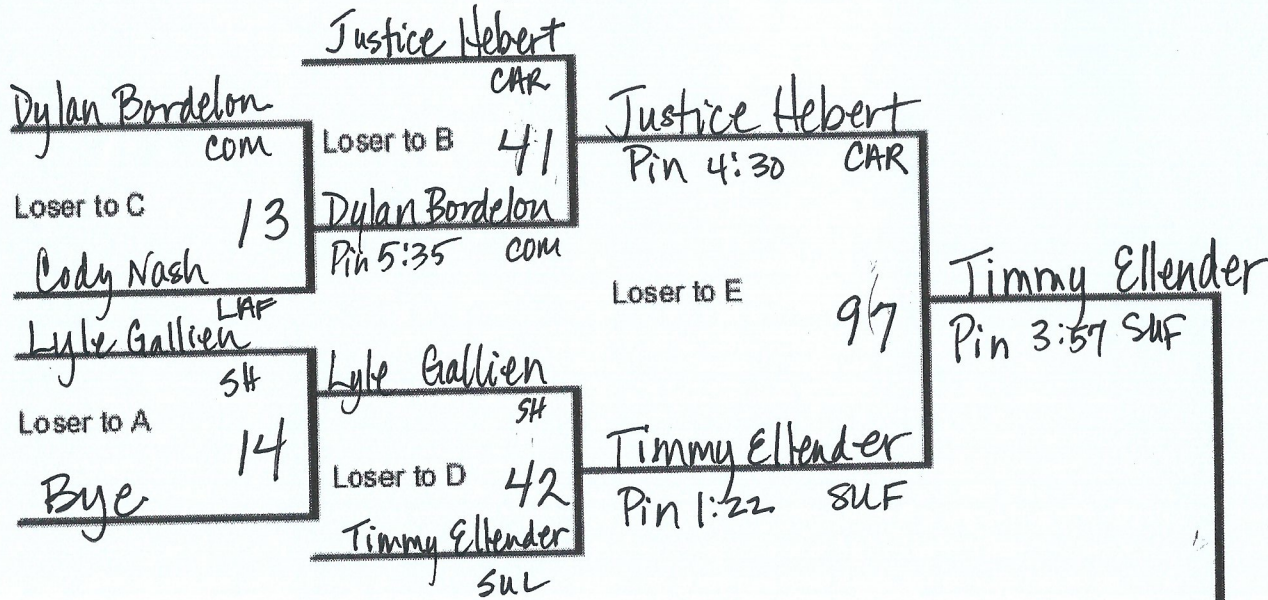 Justice Hebert
CAR
Dylan Bordelon
COM
Loser to B 41
Justice Hebert
Pin 4:30 CAR
Loser to C 13
Dylan Bordelon
Pin 5:35 COM
Cody Nash
LAF
Loser to E 97
Timmy Ellender
Pin 3:57 SUF
Lyle Gallien
SH
Lyle Gallien
SH
Loser to A 14
Loser to D 42
Timmy Ellender
Pin 1:22 SUF
Bye
Timmy Ellender
SUL